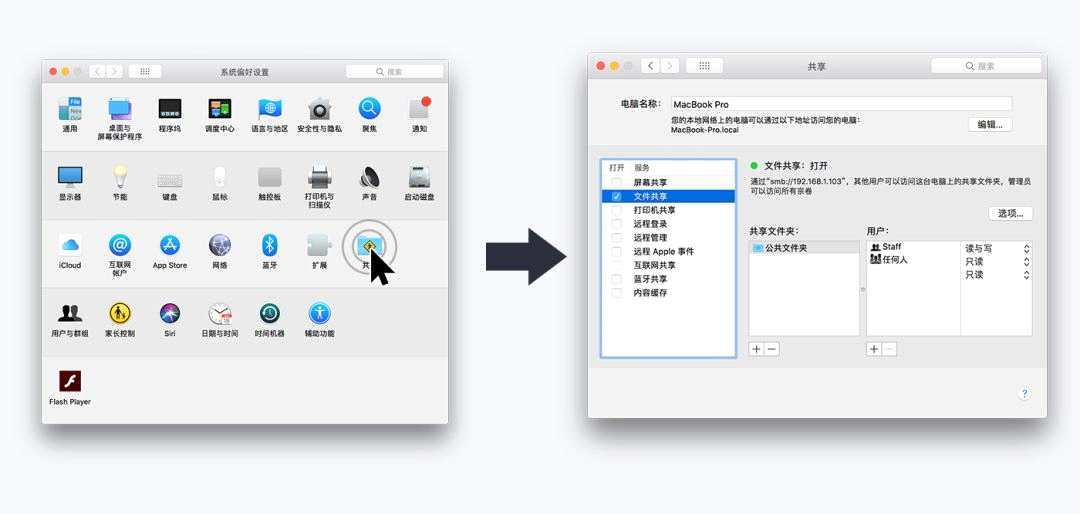 系统偏好设置
搜索
通用
桌面与
屏幕保护程序
程序坞
调度中心
语言与地区
安全性与隐私
聚焦
通知
显示器
节能
键盘
鼠标
触控板
打印机与
扫描仪
声音
启动磁盘
iCloud
互联网
帐户
App Store
网络
蓝牙
扩展
共
用户与群组
家长控制
Siri
日期与时间
时间机器
辅助功能
Flash Player
共享
搜索
电脑名称:
MacBook Pro
您的本地网络上的电脑可以通过以下地址访问您的电脑:
MacBook-Pro.local
编辑...
打开 服务
屏幕共享
文件共享
打印机共享
远程登录
远程管理
远程 Apple 事件
互联网共享
蓝牙共享
内容缓存
文件共享:打开
通过“smb://192.168.1.103”,其他用户可以访问这台电脑上的共享文件夹,管理员
可以访问所有宗卷
选项...
共享文件夹:
公共文件夹
用户:
Staff 读与写
任何人 只读
只读